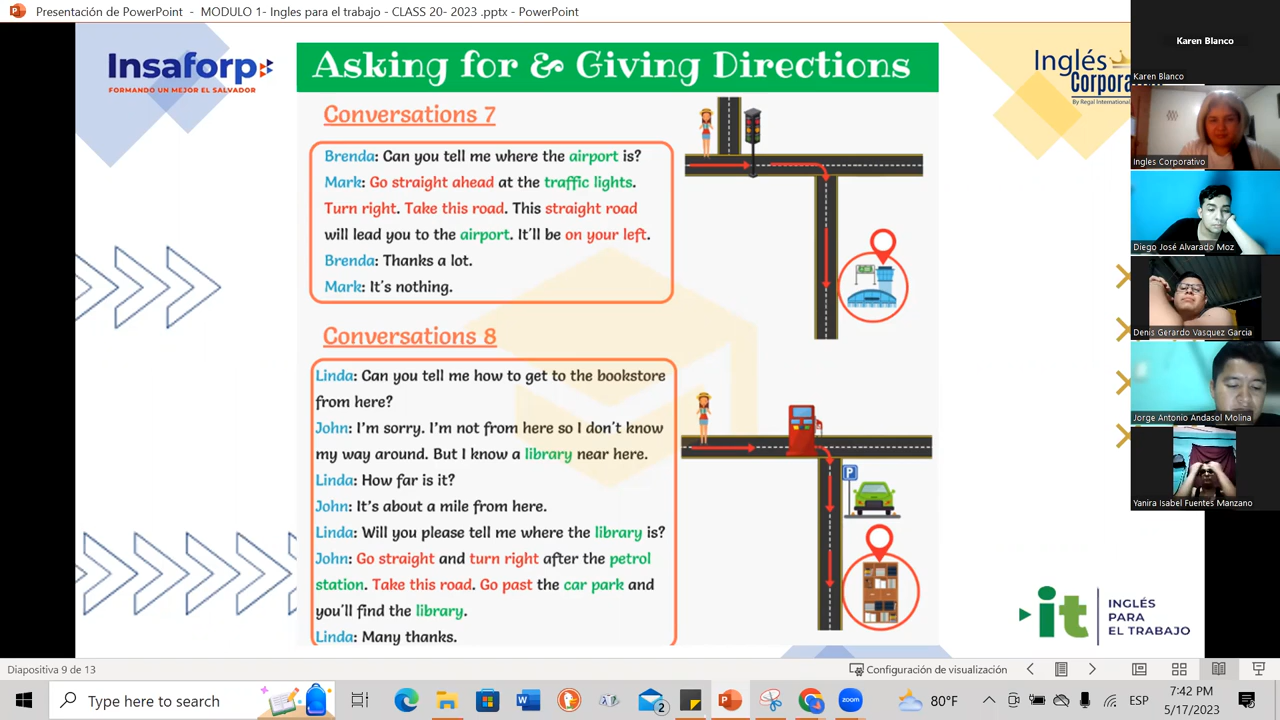 Presentación de PowerPoint - MODULO 1- Ingles para el trabajo - CLASS 20- 2023 .pptx - PowerPoint
Insaforp
FORMANDO UN MEJOR EL SALVADOR
Asking for & Giving Directions
Inglés
Corpora
By Regal International
Conversations 7
Brenda: Can you tell me where the airport is?
Mark: Go straight ahead at the traffic lights.
Turn right. Take this road. This straight road
will lead you to the airport. It'll be on your left.
Brenda: Thanks a lot.
Mark: It's nothing.
Conversations 8
Linda: Can you tell me how to get to the bookstore
from here?
John: I'm sorry. I'm not from here so I don't know
my way around. But I know a library near here.
Linda: How far is it?
John: It's about a mile from here.
Linda: Will you please tell me where the library is?
John: Go straight and turn right after the petrol
station. Take this road. Go past the car park and
you'll find the library.
Linda: Many thanks.
P
it
INGLÉS
PARA
EL TRABAJO
Karen Blanco
Karen Blanco
Ingles Corporativo
Diego José Alvarado Moz
Denis Gerardo Vasquez Garcia
Jorge Antonio Andasol Molina
Yanira Isabel Fuentes Manzano
Diapositiva 9 de 13
Configuración de visualización
Type here to search
2
zoom
80°F
ESP
7:42 PM
5/17/2023